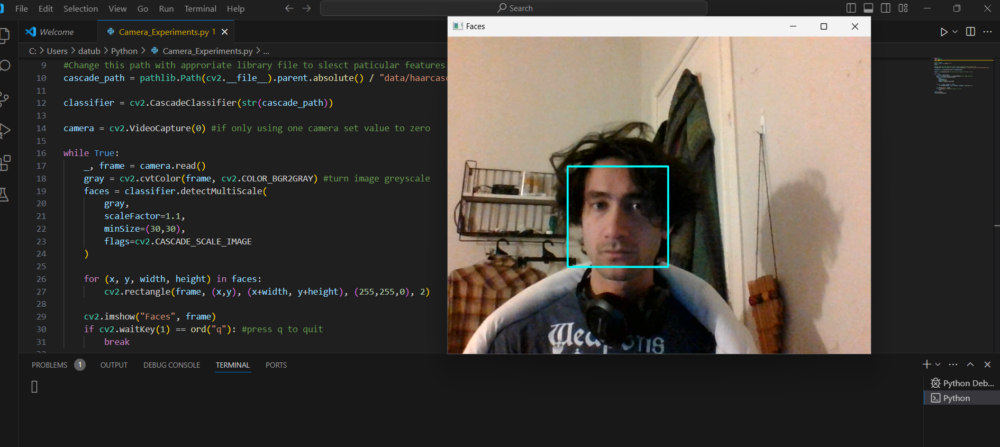 File Edit Selection View Go Run Terminal Help
Search
Welcome
Camera_Experiments.py 1
C: > Users > datub > Python > Camera_Experiments.py > ...
Faces
9 #Change this path with approriate library file to slesct paticular features
10 cascade_path = pathlib.Path(cv2.__file__).parent.absolute() / "data/haarcasc
11
12 classifier = cv2.CascadeClassifier(str(cascade_path))
13
14 camera = cv2.VideoCapture(0) #if only using one camera set value to zero
15
16 while True:
17 _, frame = camera.read()
18 gray = cv2.cvtColor(frame, cv2.COLOR_BGR2GRAY) #turn image greyscale
19 faces = classifier.detectMultiScale(
20 gray,
21 scaleFactor=1.1,
22 minSize=(30,30),
23 flags=cv2.CASCADE_SCALE_IMAGE
24 )
25
26 for (x, y, width, height) in faces:
27 cv2.rectangle(frame, (x,y), (x+width, y+height), (255,255,0), 2)
28
29 cv2.imshow("Faces", frame)
30 if cv2.waitKey(1) == ord("q"): #press q to quit
31 break
Weapons
PROBLEMS 1 OUTPUT DEBUG CONSOLE TERMINAL PORTS
Python Deb...
Python